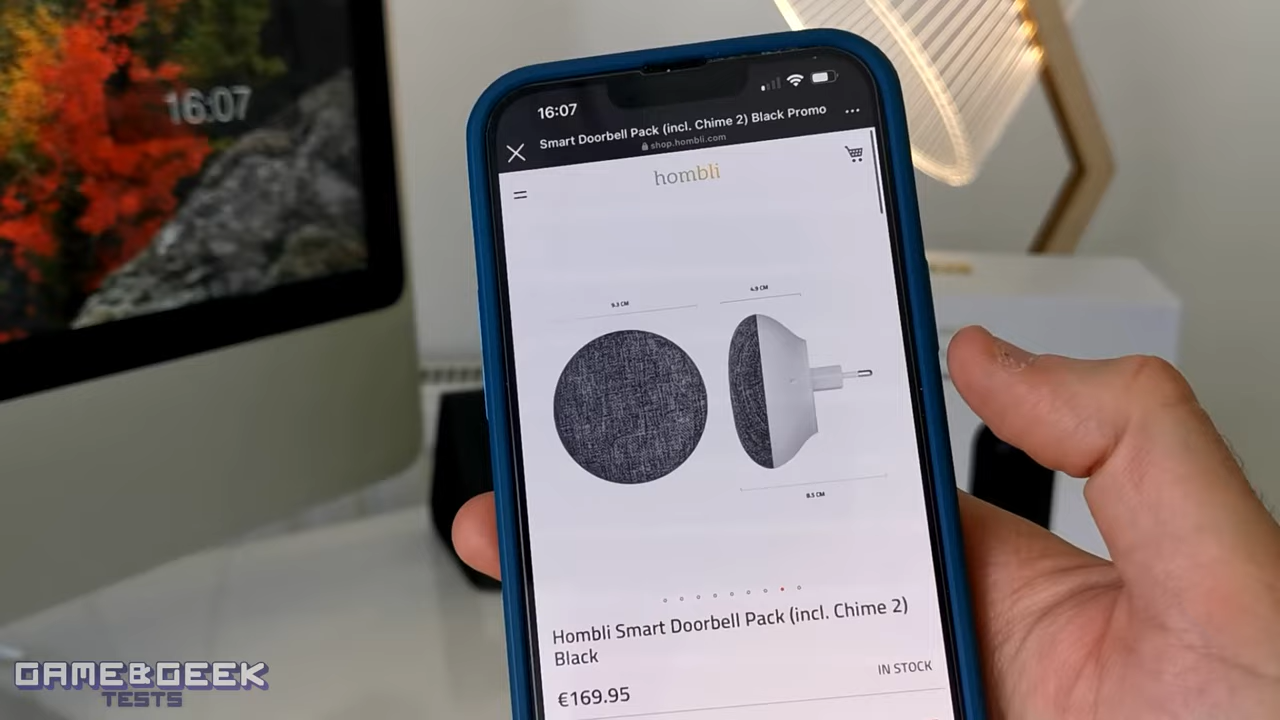 16:07
16:07
Smart Doorbell Pack (incl. Chime 2) Black Promo
shop.hombli.com
hombli
4.9 CM
9.3 CM
8.5 CM
Hombli Smart Doorbell Pack (incl. Chime 2)
Black
IN STOCK
€169.95
GAME&GEEK
TESTS